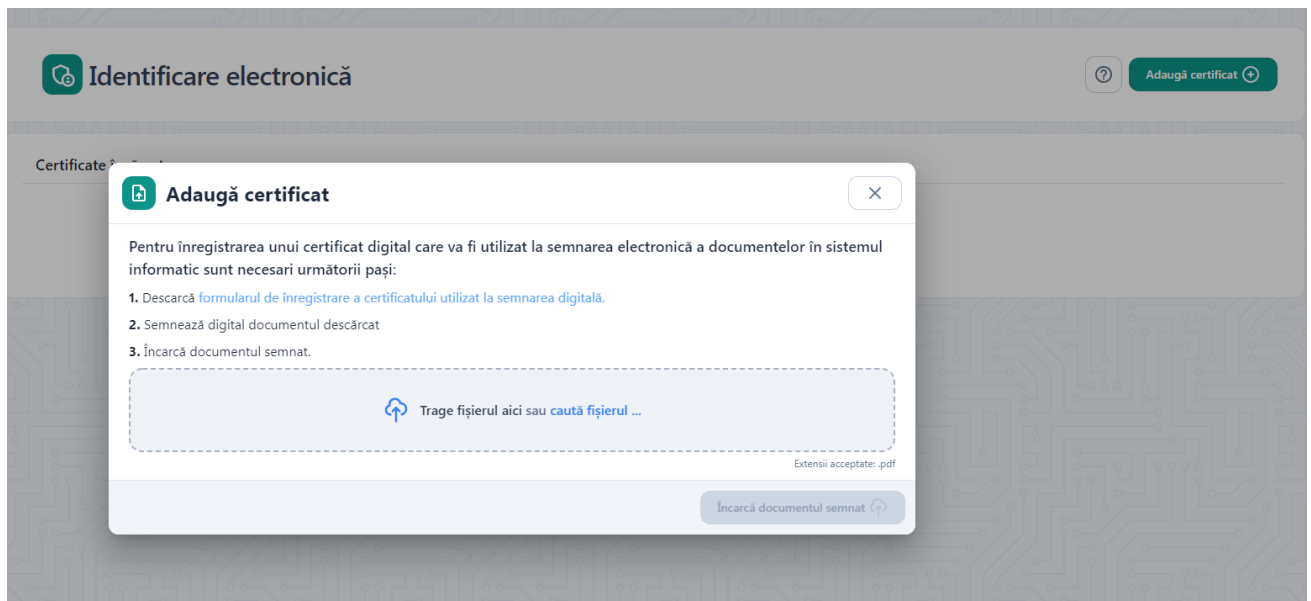 Identificare electronică
Adaugă certificat
Certificate
Adaugă certificat
Pentru înregistrarea unui certificat digital care va fi utilizat la semnarea electronică a documentelor în sistemul
informatic sunt necesari următorii pași:
1. Descarcă formularul de înregistrare a certificatului utilizat la semnarea digitală.
2. Semnează digital documentul descărcat
3. Încarcă documentul semnat.
Trage fișierul aici sau caută fișierul ...
Extensii acceptate: .pdf
Încarcă documentul semnat